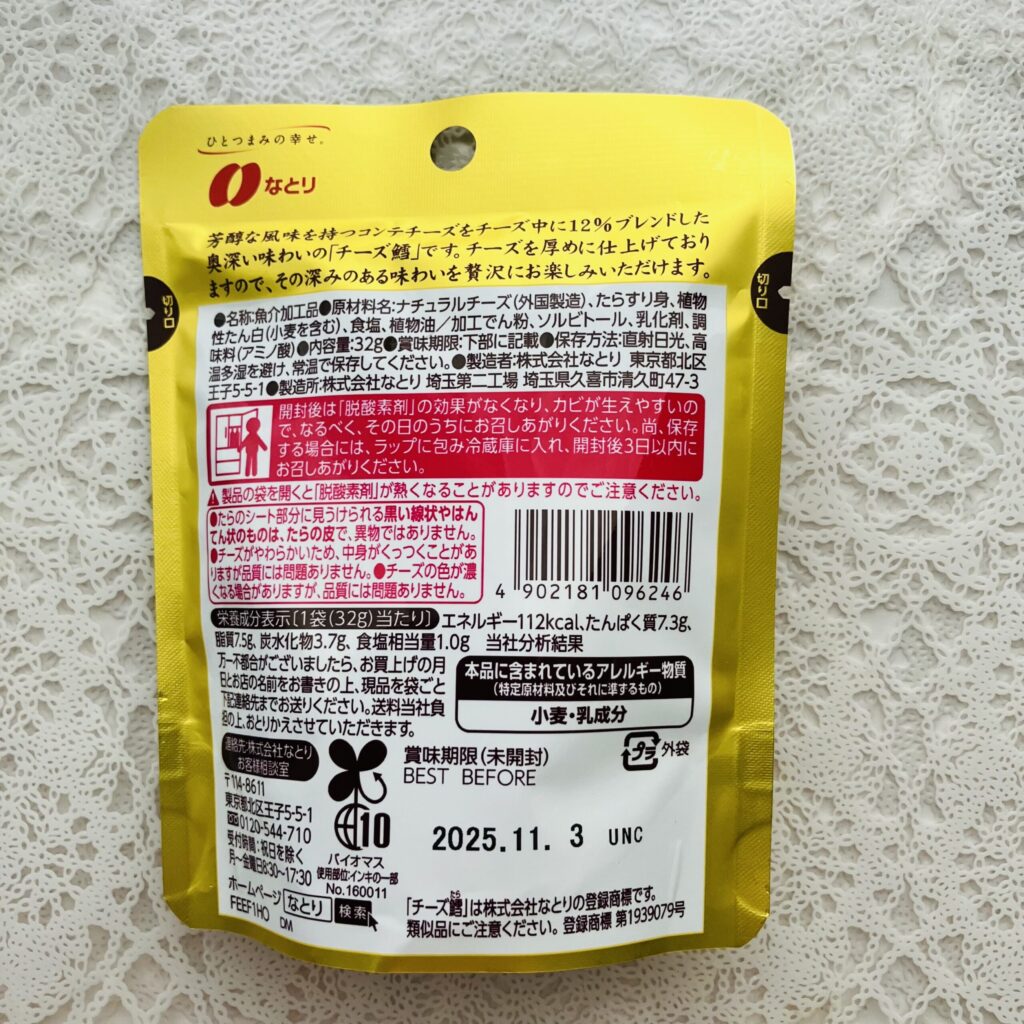 ひとつまみの幸せ。
なとり
芳醇な風味を持つコンテチーズをチーズ中に12%ブレンドした
奥深い味わいの「チーズ鱈」です。チーズを厚めに仕上げており
ますので、その深みのある味わいを贅沢にお楽しみいただけます。
切り口
切り口
●名称:魚介加工品●原材料名:ナチュラルチーズ(外国製造)、たらすり身、植物
性たん白(小麦を含む)、食塩、植物油/加工でん粉、ソルビトール、乳化剤、調
味料(アミノ酸)●内容量:32g●賞味期限:下部に記載●保存方法:直射日光、高
温多湿を避け、常温で保存してください。●製造者:株式会社なとり 東京都北区
王子5-5-1●製造所:株式会社なとり 埼玉第二工場 埼玉県久喜市清久町47-3
開封後は「脱酸素剤」の効果がなくなり、カビが生えやすいの
で、なるべく、その日のうちにお召しあがりください。尚、保存
する場合には、ラップに包み冷蔵庫に入れ、開封後3日以内に
お召しあがりください。
製品の袋を開くと「脱酸素剤」が熱くなることがありますのでご注意ください。
●たらのシート部分に見うけられる黒い線状やはん
てん状のものは、たらの皮で、異物ではありません。
●チーズがやわらかいため、中身がくっつくことがあ
りますが品質には問題ありません。●チーズの色が濃
くなる場合がありますが、品質には問題ありません。
4 902181 096246
栄養成分表示〔1袋(32g)当たり〕エネルギー112kcal、たんぱく質7.3g、
脂質7.5g、炭水化物3.7g、食塩相当量1.0g 当社分析結果
万一不都合がございましたら、お買上げの月
日とお店の名前をお書きの上、現品を袋ごと
下記連絡先までお送りください。送料当社負
担の上、おとりかえさせていただきます。
本品に含まれているアレルギー物質
(特定原材料及びそれに準ずるもの)
小麦・乳成分
連絡先:株式会社なとり
お客様相談室
〒114-8611
東京都北区王子5-5-1
0120-544-710
受付時間:祝日を除く
月〜金曜日8:30〜17:30
ホームページ なとり 検索
FEEF1HO DM
10
バイオマス
使用部位:インキの一部
No.160011
賞味期限(未開封)
BEST BEFORE
プラ 外袋
2025.11. 3 UNC
「チーズ鱈」は株式会社なとりの登録商標です。
たら
類似品にご注意ください。登録商標 第1939079号